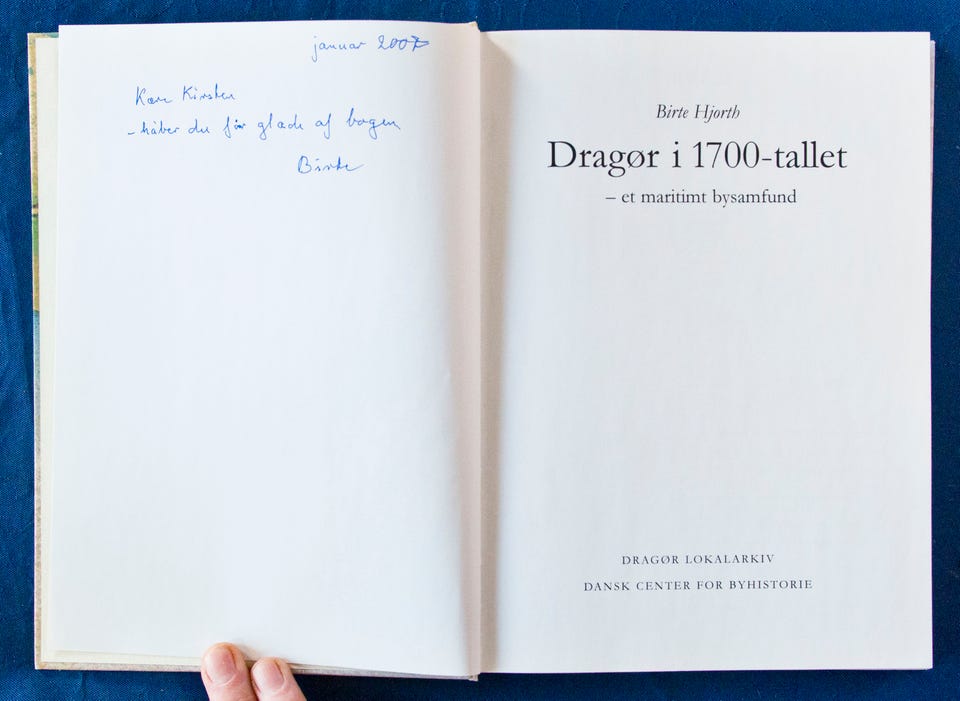 januar 2007
Kære Kirsten
- håber du får glæde af bogen
Birte
Birte Hjorth
Dragør i 1700-tallet
– et maritimt bysamfund
DRAGØR LOKALARKIV
DANSK CENTER FOR BYHISTORIE